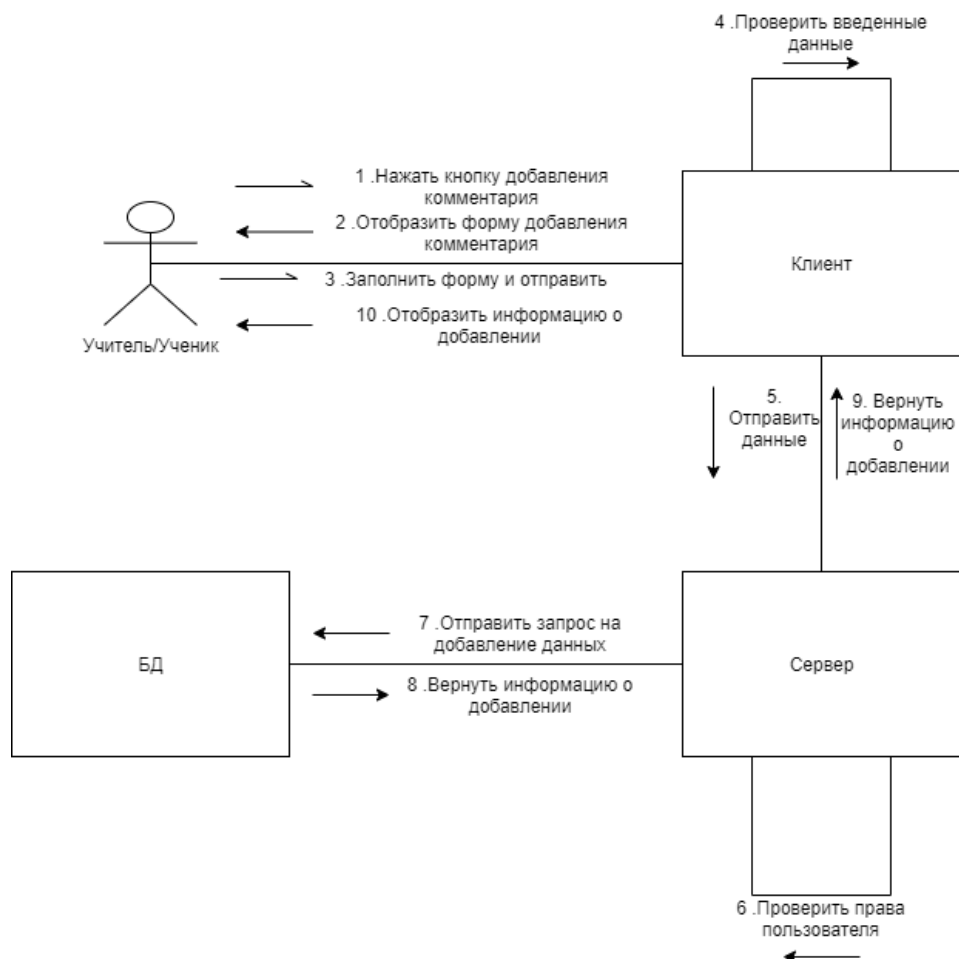 4 .Проверить введенные
данные
1 .Нажать кнопку добавления
комментария
2 .Отобразить форму добавления
комментария
Клиент
3 .Заполнить форму и отправить
10 .Отобразить информацию о
добавлении
Учитель/Ученик
5.
Отправить
данные
9. Вернуть
информацию
о
добавлении
7 .Отправить запрос на
добавление данных
БД
Сервер
8 .Вернуть информацию о
добавлении
6 .Проверить права
пользователя